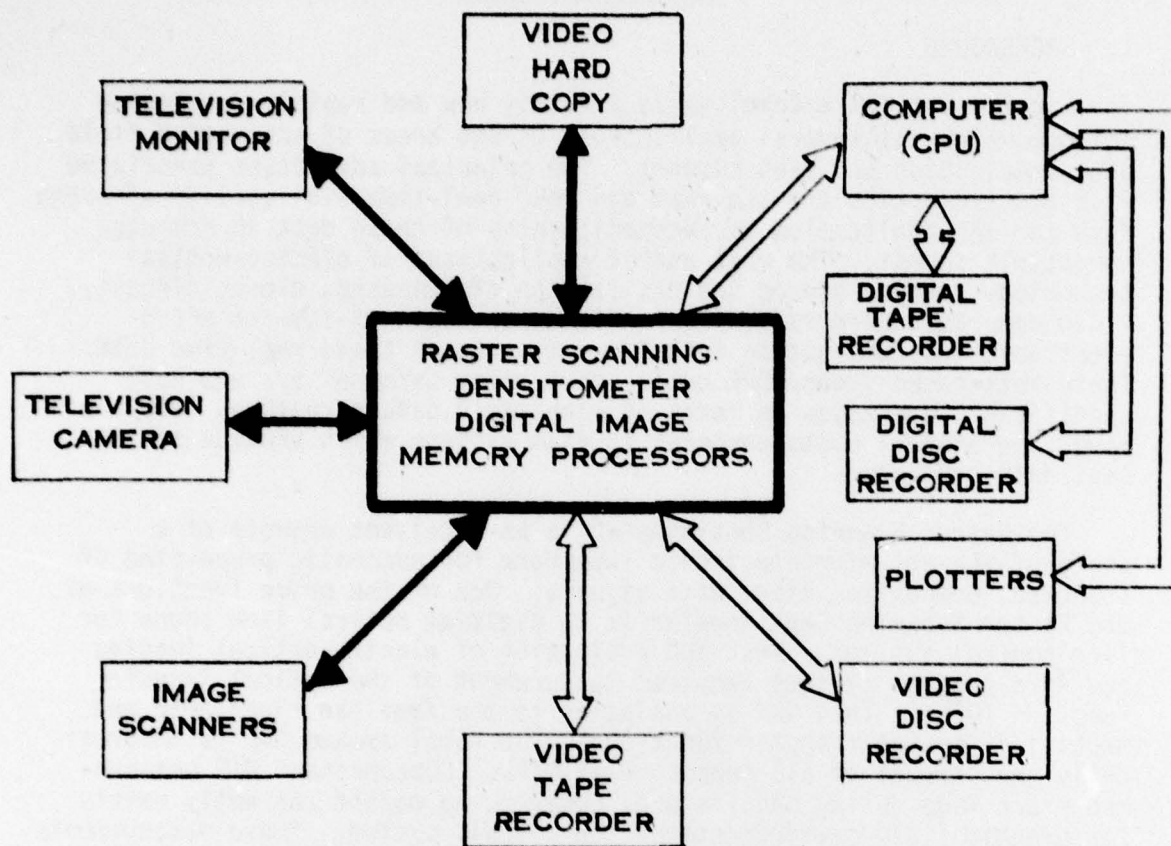 VIDEO
HARD
COPY
TELEVISION
MONITOR
COMPUTER
(CPU)
DIGITAL
TAPE
RECORDER
RASTER SCANNING
DENSITOMETER
DIGITAL IMAGE
MEMORY PROCESSORS
TELEVISION
CAMERA
DIGITAL
DISC
RECORDER
PLOTTERS
IMAGE
SCANNERS
VIDEO
TAPE
RECORDER
VIDEO
DISC
RECORDER